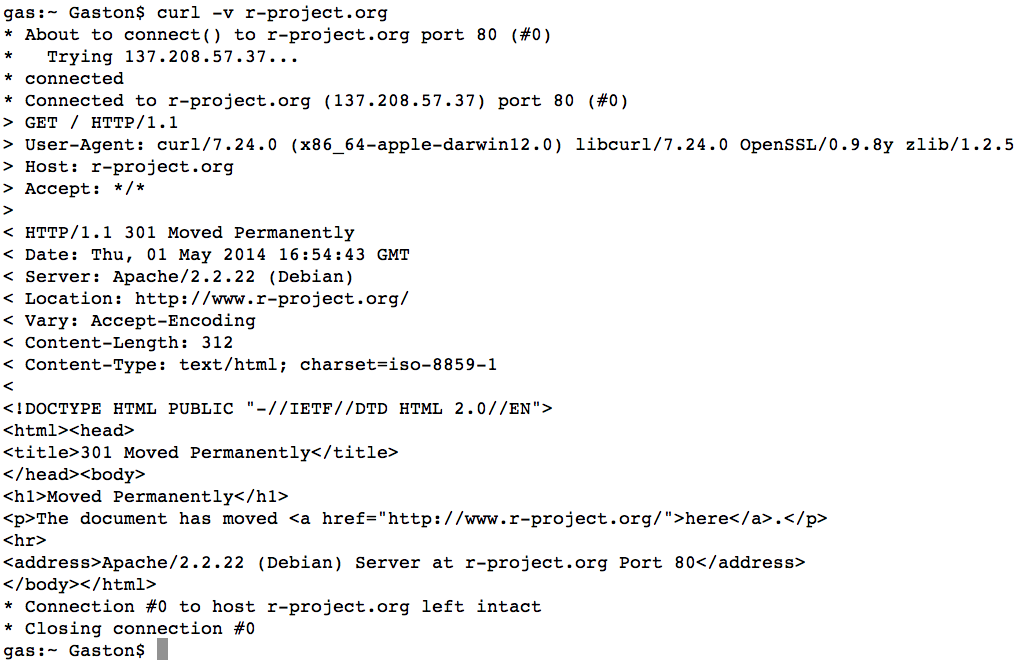 gas:~ Gaston$ curl -v r-project.org
* About to connect() to r-project.org port 80 (#0)
*   Trying 137.208.57.37...
* connected
* Connected to r-project.org (137.208.57.37) port 80 (#0)
> GET / HTTP/1.1
> User-Agent: curl/7.24.0 (x86_64-apple-darwin12.0) libcurl/7.24.0 OpenSSL/0.9.8y zlib/1.2.5
> Host: r-project.org
> Accept: */*
>
< HTTP/1.1 301 Moved Permanently
< Date: Thu, 01 May 2014 16:54:43 GMT
< Server: Apache/2.2.22 (Debian)
< Location: http://www.r-project.org/
< Vary: Accept-Encoding
< Content-Length: 312
< Content-Type: text/html; charset=iso-8859-1
<
<!DOCTYPE HTML PUBLIC "-//IETF//DTD HTML 2.0//EN">
<html><head>
<title>301 Moved Permanently</title>
</head><body>
<h1>Moved Permanently</h1>
<p>The document has moved <a href="http://www.r-project.org/">here</a>.</p>
<hr>
<address>Apache/2.2.22 (Debian) Server at r-project.org Port 80</address>
</body></html>
* Connection #0 to host r-project.org left intact
* Closing connection #0
gas:~ Gaston$